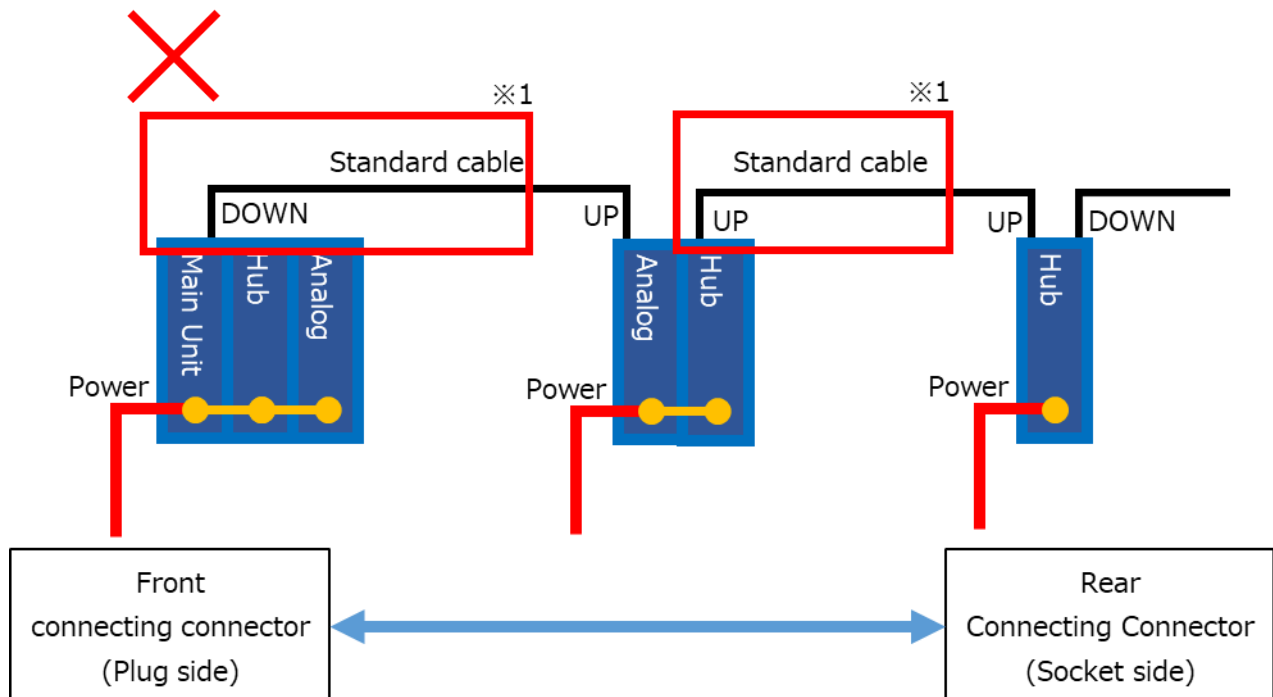 ※1
※1
Standard cable
Standard cable
DOWN
UP
UP
UP
DOWN
Main Unit
Hub
Analog
Analog
Hub
Hub
Power
Power
Power
Front
connecting connector
(Plug side)
Rear
Connecting Connector
(Socket side)